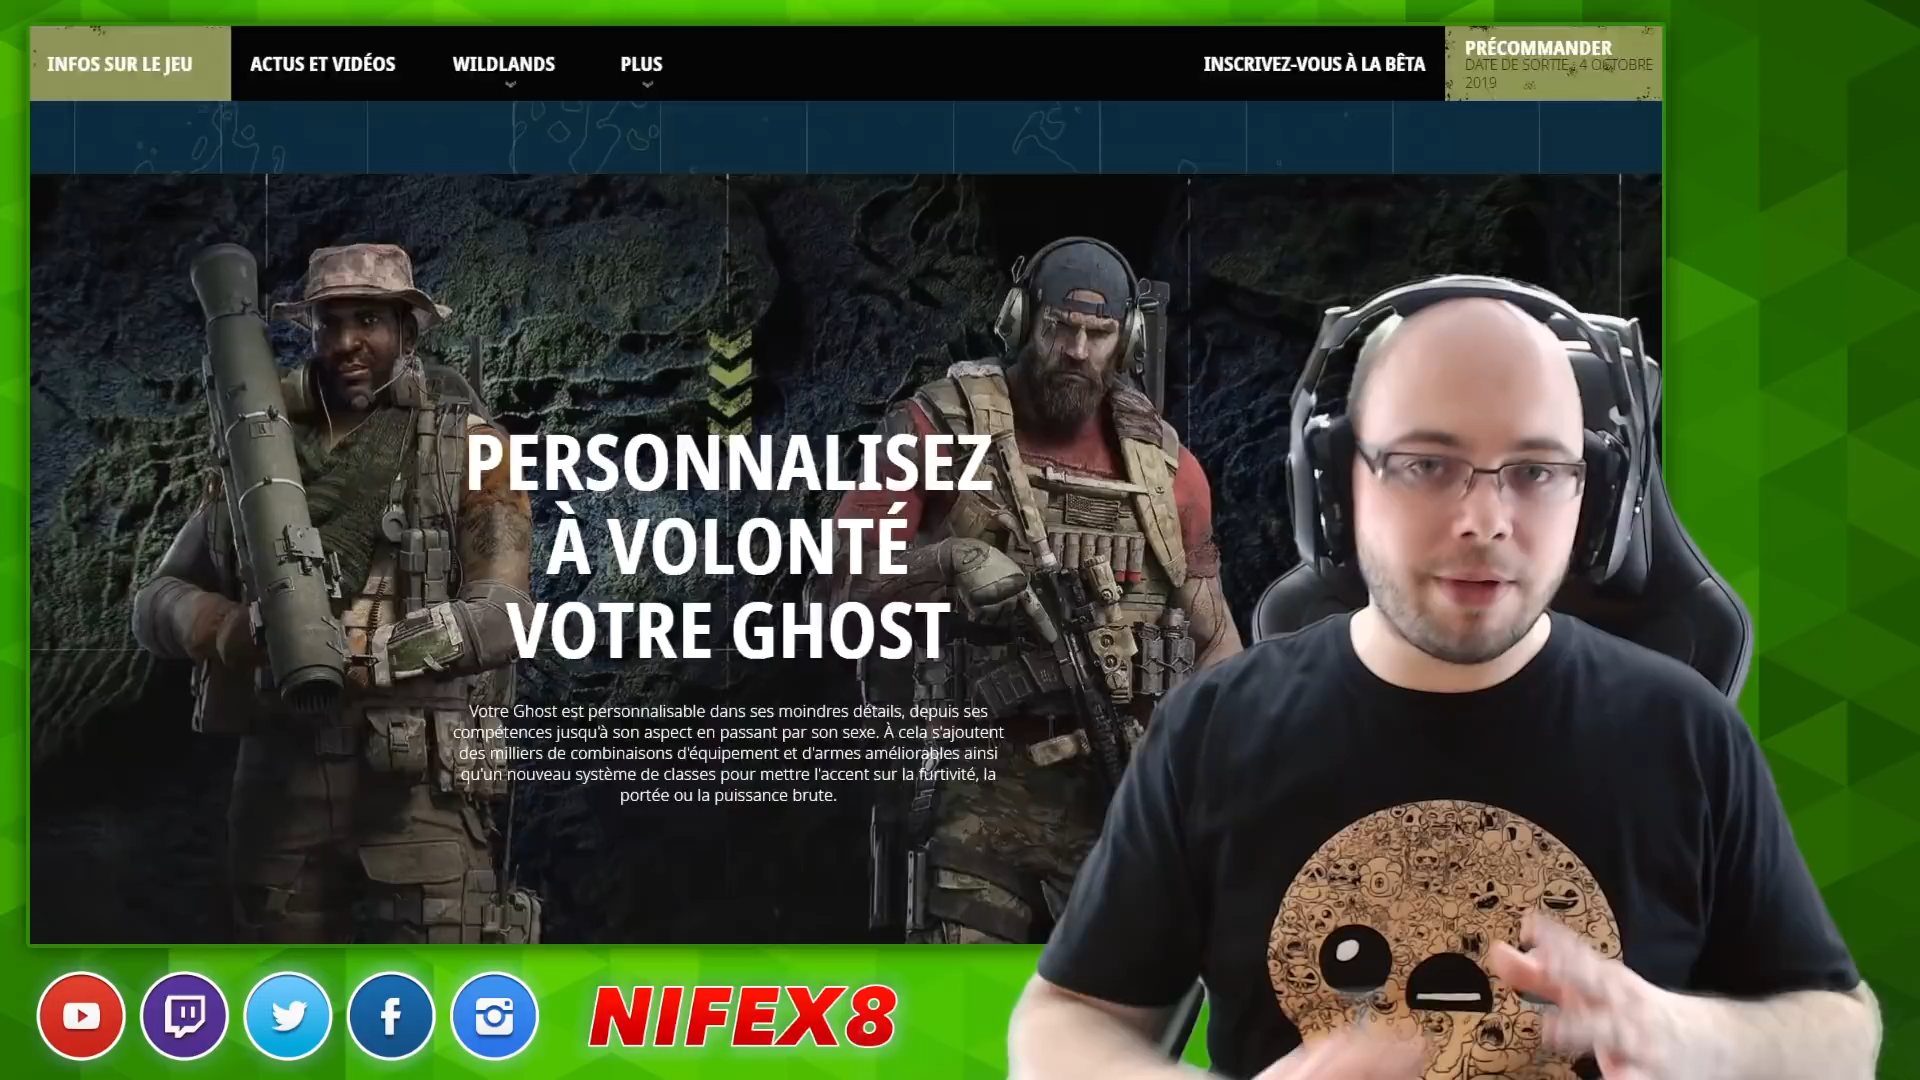 INFOS SUR LE JEU
ACTUS ET VIDÉOS
WILDLANDS
PLUS
INSCRIVEZ-VOUS À LA BÊTA
PRÉCOMMANDER
DATE DE SORTIE : 4 OCTOBRE
2019
PERSONNALISEZ
À VOLONTÉ
VOTRE GHOST
Votre Ghost est personnalisable dans ses moindres détails, depuis ses
compétences jusqu'à son aspect en passant par son sexe. À cela s'ajoutent
des milliers de combinaisons d'équipement et d'armes améliorables ainsi
qu'un nouveau système de classes pour mettre l'accent sur la furtivité, la
portée ou la puissance brute.
NIFEX8